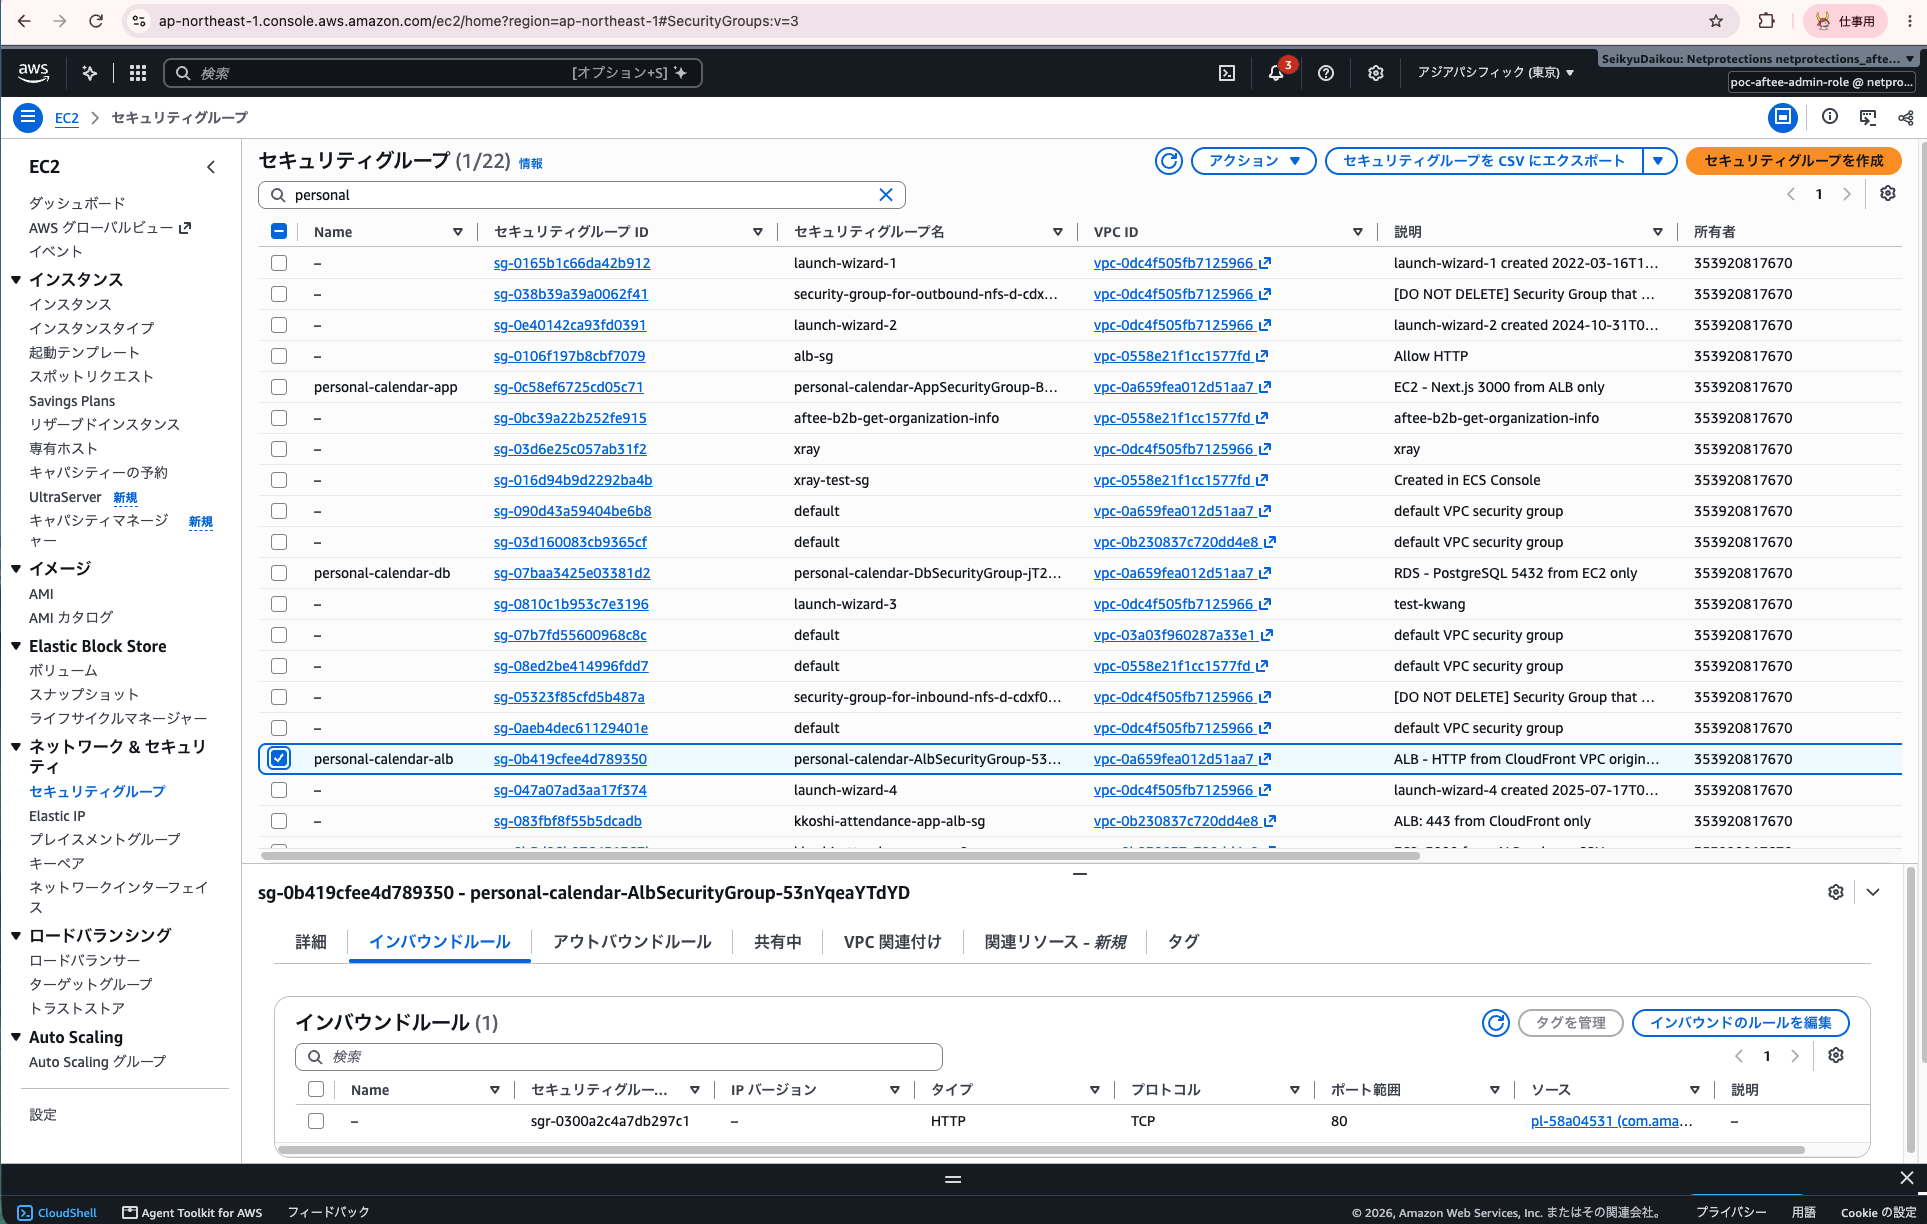 ap-northeast-1.console.aws.amazon.com/ec2/home?region=ap-northeast-1#SecurityGroups:v=3
仕事用
aws
検索
[オプション+S]
3
アジアパシフィック (東京)
SeikyuDaikou: Netprotections netprotections_afte...
poc-aftee-admin-role @ netpro...
EC2
セキュリティグループ
EC2
ダッシュボード
AWS グローバルビュー
イベント
インスタンス
インスタンス
インスタンスタイプ
起動テンプレート
スポットリクエスト
Savings Plans
リザーブドインスタンス
専有ホスト
キャパシティーの予約
UltraServer 新規
キャパシティマネージャー 新規
イメージ
AMI
AMI カタログ
Elastic Block Store
ボリューム
スナップショット
ライフサイクルマネージャー
ネットワーク & セキュリティ
セキュリティグループ
Elastic IP
プレイスメントグループ
キーペア
ネットワークインターフェイス
ロードバランシング
ロードバランサー
ターゲットグループ
トラストストア
Auto Scaling
Auto Scaling グループ
設定
セキュリティグループ (1/22) 情報
アクション
セキュリティグループを CSV にエクスポート
セキュリティグループを作成
personal
1
Name セキュリティグループ ID セキュリティグループ名 VPC ID 説明 所有者
– sg-0165b1c66da42b912 launch-wizard-1 vpc-0dc4f505fb7125966 launch-wizard-1 created 2022-03-16T1... 353920817670
– sg-038b39a39a0062f41 security-group-for-outbound-nfs-d-cdx... vpc-0dc4f505fb7125966 [DO NOT DELETE] Security Group that ... 353920817670
– sg-0e40142ca93fd0391 launch-wizard-2 vpc-0dc4f505fb7125966 launch-wizard-2 created 2024-10-31T0... 353920817670
– sg-0106f197b8cbf7079 alb-sg vpc-0558e21f1cc1577fd Allow HTTP 353920817670
personal-calendar-app sg-0c58ef6725cd05c71 personal-calendar-AppSecurityGroup-B... vpc-0a659fea012d51aa7 EC2 - Next.js 3000 from ALB only 353920817670
– sg-0bc39a22b252fe915 aftee-b2b-get-organization-info vpc-0558e21f1cc1577fd aftee-b2b-get-organization-info 353920817670
– sg-03d6e25c057ab31f2 xray vpc-0dc4f505fb7125966 xray 353920817670
– sg-016d94b9d2292ba4b xray-test-sg vpc-0558e21f1cc1577fd Created in ECS Console 353920817670
– sg-090d43a59404be6b8 default vpc-0a659fea012d51aa7 default VPC security group 353920817670
– sg-03d160083cb9365cf default vpc-0b230837c720dd4e8 default VPC security group 353920817670
personal-calendar-db sg-07baa3425e03381d2 personal-calendar-DbSecurityGroup-jT2... vpc-0a659fea012d51aa7 RDS - PostgreSQL 5432 from EC2 only 353920817670
– sg-0810c1b953c7e3196 launch-wizard-3 vpc-0dc4f505fb7125966 test-kwang 353920817670
– sg-07b7fd55600968c8c default vpc-03a03f960287a33e1 default VPC security group 353920817670
– sg-08ed2be414996fdd7 default vpc-0558e21f1cc1577fd default VPC security group 353920817670
– sg-05323f85cfd5b487a security-group-for-inbound-nfs-d-cdxf0... vpc-0dc4f505fb7125966 [DO NOT DELETE] Security Group that ... 353920817670
– sg-0aeb4dec61129401e default vpc-0dc4f505fb7125966 default VPC security group 353920817670
personal-calendar-alb sg-0b419cfee4d789350 personal-calendar-AlbSecurityGroup-53... vpc-0a659fea012d51aa7 ALB - HTTP from CloudFront VPC origin... 353920817670
– sg-047a07ad3aa17f374 launch-wizard-4 vpc-0dc4f505fb7125966 launch-wizard-4 created 2025-07-17T0... 353920817670
– sg-083fbf8f55b5dcadb kkoshi-attendance-app-alb-sg vpc-0b230837c720dd4e8 ALB: 443 from CloudFront only 353920817670
sg-0b419cfee4d789350 - personal-calendar-AlbSecurityGroup-53nYqeaYTdYD
詳細 インバウンドルール アウトバウンドルール 共有中 VPC 関連付け 関連リソース - 新規 タグ
インバウンドルール (1)
タグを管理
インバウンドのルールを編集
検索
1
Name セキュリティグルー... IP バージョン タイプ プロトコル ポート範囲 ソース 説明
– sgr-0300a2c4a7db297c1 – HTTP TCP 80 pl-58a04531 (com.ama... –
CloudShell Agent Toolkit for AWS フィードバック
© 2026, Amazon Web Services, Inc. またはその関連会社。 プライバシー 用語 Cookie の設定